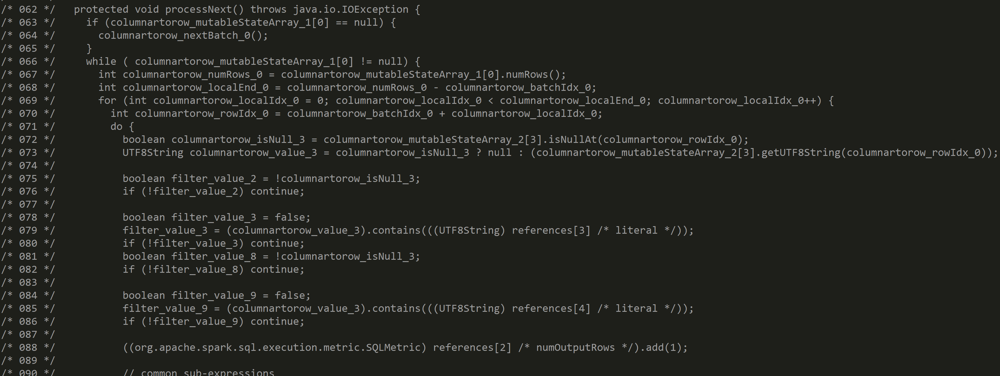 /* 062 */   protected void processNext() throws java.io.IOException {
/* 063 */     if (columnartorow_mutableStateArray_1[0] == null) {
/* 064 */       columnartorow_nextBatch_0();
/* 065 */     }
/* 066 */     while ( columnartorow_mutableStateArray_1[0] != null) {
/* 067 */       int columnartorow_numRows_0 = columnartorow_mutableStateArray_1[0].numRows();
/* 068 */       int columnartorow_localEnd_0 = columnartorow_numRows_0 - columnartorow_batchIdx_0;
/* 069 */       for (int columnartorow_localIdx_0 = 0; columnartorow_localIdx_0 < columnartorow_localEnd_0; columnartorow_localIdx_0++) {
/* 070 */         int columnartorow_rowIdx_0 = columnartorow_batchIdx_0 + columnartorow_localIdx_0;
/* 071 */         do {
/* 072 */           boolean columnartorow_isNull_3 = columnartorow_mutableStateArray_2[3].isNullAt(columnartorow_rowIdx_0);
/* 073 */           UTF8String columnartorow_value_3 = columnartorow_isNull_3 ? null : (columnartorow_mutableStateArray_2[3].getUTF8String(columnartorow_rowIdx_0));
/* 074 */
/* 075 */           boolean filter_value_2 = !columnartorow_isNull_3;
/* 076 */           if (!filter_value_2) continue;
/* 077 */
/* 078 */           boolean filter_value_3 = false;
/* 079 */           filter_value_3 = (columnartorow_value_3).contains(((UTF8String) references[3] /* literal */));
/* 080 */           if (!filter_value_3) continue;
/* 081 */           boolean filter_value_8 = !columnartorow_isNull_3;
/* 082 */           if (!filter_value_8) continue;
/* 083 */
/* 084 */           boolean filter_value_9 = false;
/* 085 */           filter_value_9 = (columnartorow_value_3).contains(((UTF8String) references[4] /* literal */));
/* 086 */           if (!filter_value_9) continue;
/* 087 */
/* 088 */           ((org.apache.spark.sql.execution.metric.SQLMetric) references[2] /* numOutputRows */).add(1);
/* 089 */
/* 090 */           // common sub-expressions